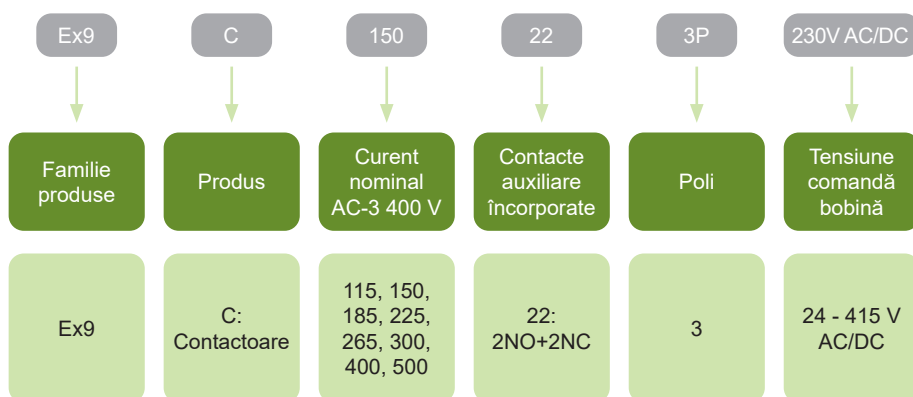 Ex9
C
150
22
3P
230V AC/DC
Familie
produse
Produs
Curent
nominal
AC-3 400 V
Contacte
auxiliare
încorporate
Poli
Tensiune
comandă
bobină
Ex9
C:
Contactoare
115, 150,
185, 225,
265, 300,
400, 500
22:
2NO+2NC
3
24 - 415 V
AC/DC